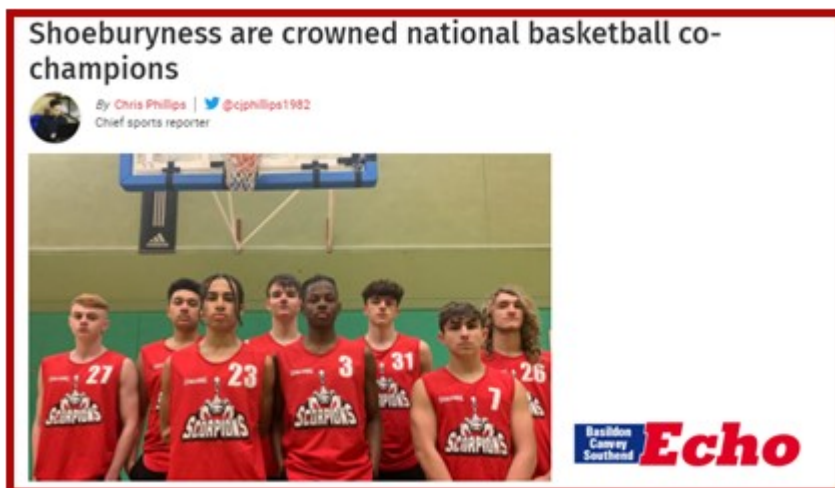 Shoeburyness are crowned national basketball co-
champions
By Chris Phillips | @cjphillips1982
Chief sports reporter
27
23
3
31
7
26
SCORPIONS
SCORPIONS
SCORPIONS
SCORPIONS
Basildon
Canvey
Southend
Echo